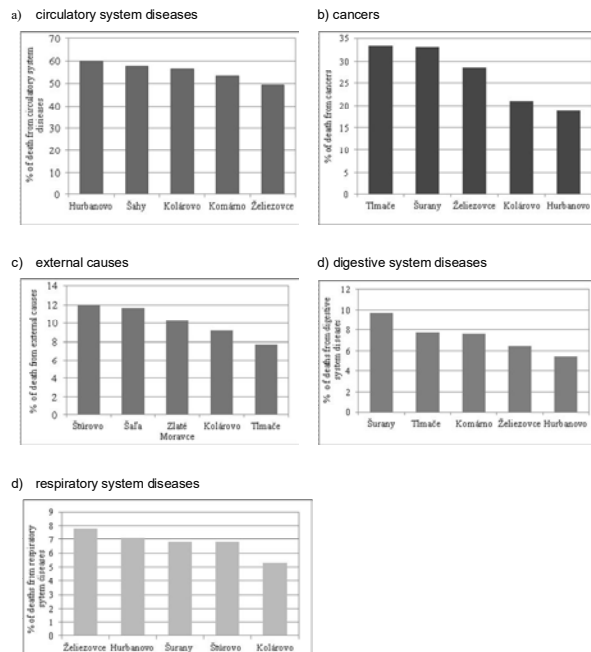 a) circulatory system diseases
% of death from circulatory system
diseases
70
60
50
40
30
20
10
0
Hurbanovo Šahy Kolárovo Komárno Želiezovce
b) cancers
% of death from cancers
35
30
25
20
15
10
5
0
Tlmače Šurany Želiezovce Kolárovo Hurbanovo
c) external causes
% of death from external causes
14
12
10
8
6
4
2
0
Štúrovo Šaľa Zlaté Kolárovo Tlmače
Moravce
d) digestive system diseases
% of deaths from digestive
system diseases
12
10
8
6
4
2
0
Šurany Tlmače Komárno Želiezovce Hurbanovo
d) respiratory system diseases
% of deaths from respiratory
sytem diseases
9
8
7
6
5
4
3
2
1
0
Želiezovce Hurbanovo Šurany Štúrovo Kolárovo